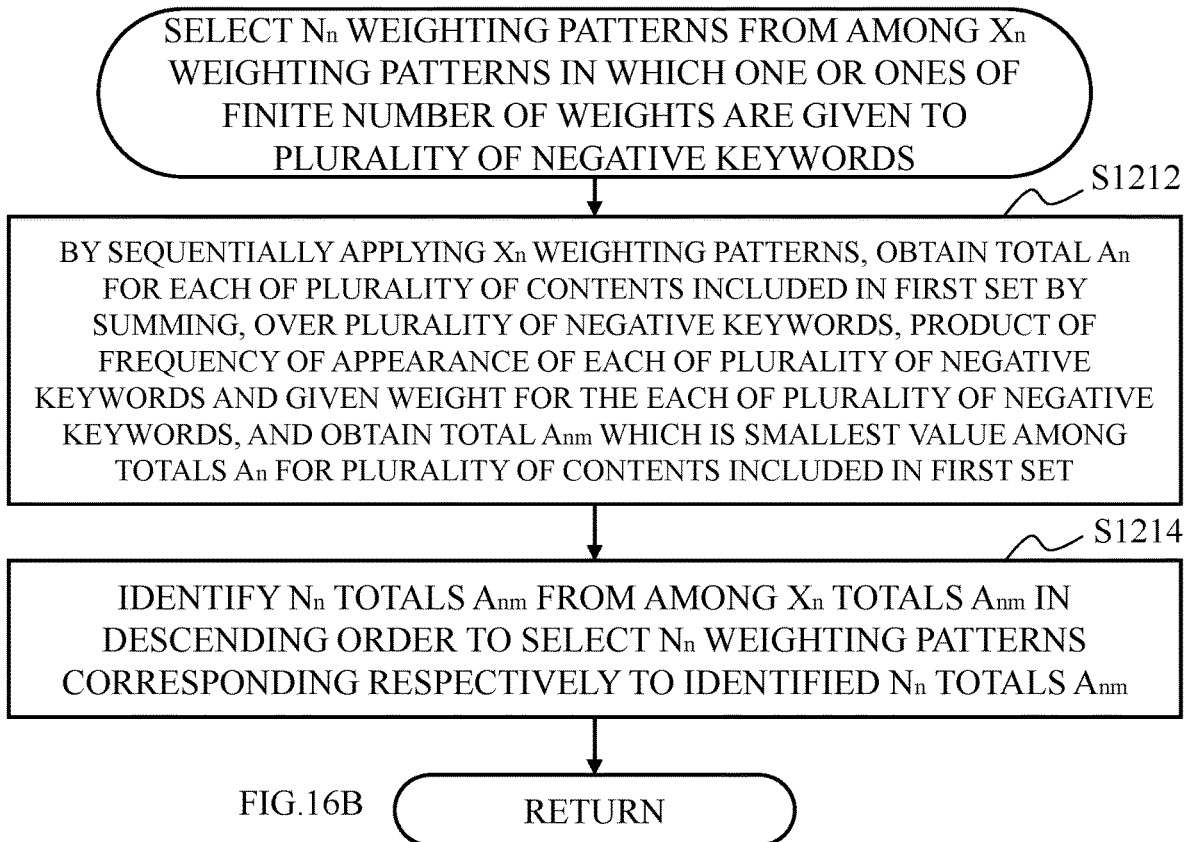 SELECT Nn WEIGHTING PATTERNS FROM AMONG Xn
WEIGHTING PATTERNS IN WHICH ONE OR ONES OF
FINITE NUMBER OF WEIGHTS ARE GIVEN TO
PLURALITY OF NEGATIVE KEYWORDS
S1212
BY SEQUENTIALLY APPLYING Xn WEIGHTING PATTERNS, OBTAIN TOTAL An
FOR EACH OF PLURALITY OF CONTENTS INCLUDED IN FIRST SET BY
SUMMING, OVER PLURALITY OF NEGATIVE KEYWORDS, PRODUCT OF
FREQUENCY OF APPEARANCE OF EACH OF PLURALITY OF NEGATIVE
KEYWORDS AND GIVEN WEIGHT FOR THE EACH OF PLURALITY OF NEGATIVE
KEYWORDS, AND OBTAIN TOTAL Anm WHICH IS SMALLEST VALUE AMONG
TOTALS An FOR PLURALITY OF CONTENTS INCLUDED IN FIRST SET
S1214
IDENTIFY Nn TOTALS Anm FROM AMONG Xn TOTALS Anm IN
DESCENDING ORDER TO SELECT Nn WEIGHTING PATTERNS
CORRESPONDING RESPECTIVELY TO IDENTIFIED Nn TOTALS Anm
FIG.16B
RETURN